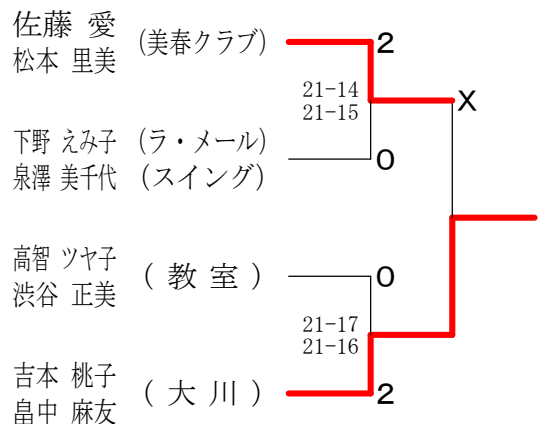 佐藤 愛 (美春クラブ) 2
松本 里美
21-14
21-15
X
下野 えみ子 (ラ・メール)
泉澤 美千代 (スイング)
0
高智 ツヤ子
渋谷 正美
( 教 室 )
0
21-17
21-16
吉本 桃子
畠中 麻友
( 大 川 )
2